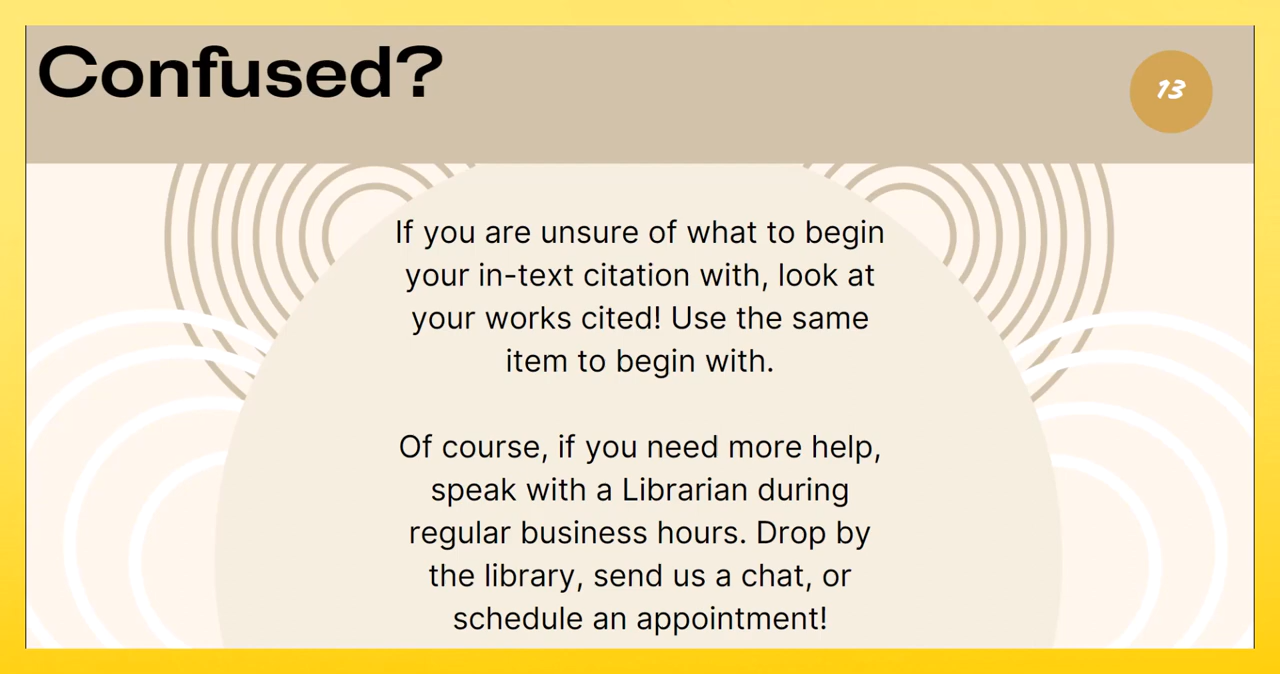 Confused?
13
If you are unsure of what to begin
your in-text citation with, look at
your works cited! Use the same
item to begin with.
Of course, if you need more help,
speak with a Librarian during
regular business hours. Drop by
the library, send us a chat, or
schedule an appointment!